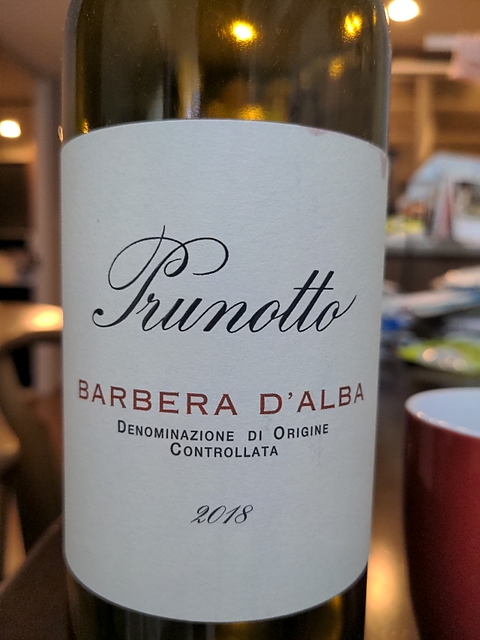 Prunotto
BARBERA D'ALBA
DENOMINAZIONE DI ORIGINE
CONTROLLATA
2018